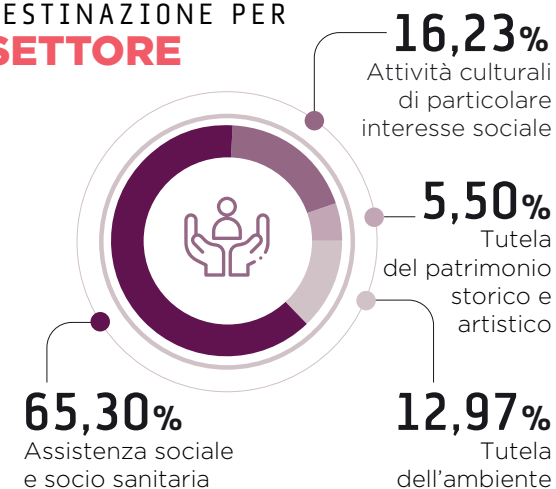 ESTINAZIONE PER
SETTORE
16,23%
Attività culturali
di particolare
interesse sociale
5,50%
Tutela
del patrimonio
storico e
artistico
65,30%
Assistenza sociale
e socio sanitaria
12,97%
Tutela
dell’ambiente